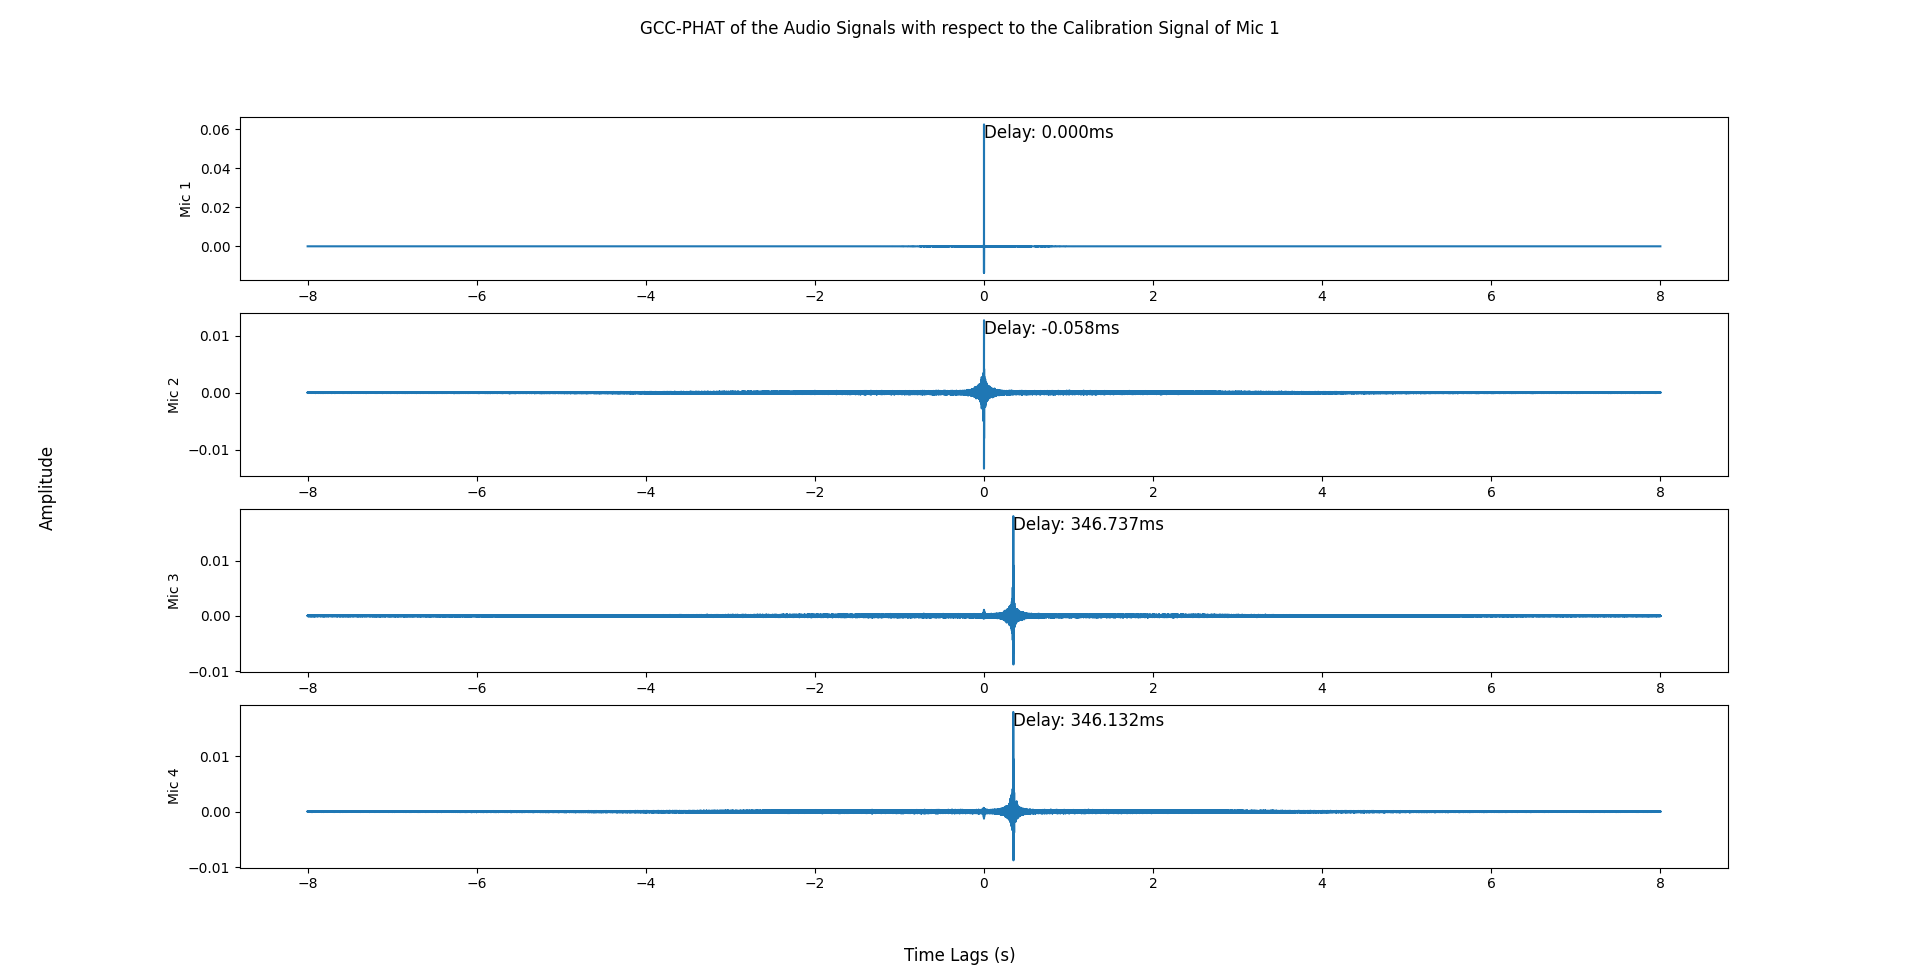 GCC-PHAT of the Audio Signals with respect to the Calibration Signal of Mic 1
Amplitude
Mic 1
0.06
0.04
0.02
0.00
Delay: 0.000ms
−8 −6 −4 −2 0 2 4 6 8
Mic 2
0.01
0.00
−0.01
Delay: -0.058ms
−8 −6 −4 −2 0 2 4 6 8
Mic 3
0.01
0.00
−0.01
Delay: 346.737ms
−8 −6 −4 −2 0 2 4 6 8
Mic 4
0.01
0.00
−0.01
Delay: 346.132ms
−8 −6 −4 −2 0 2 4 6 8
Time Lags (s)